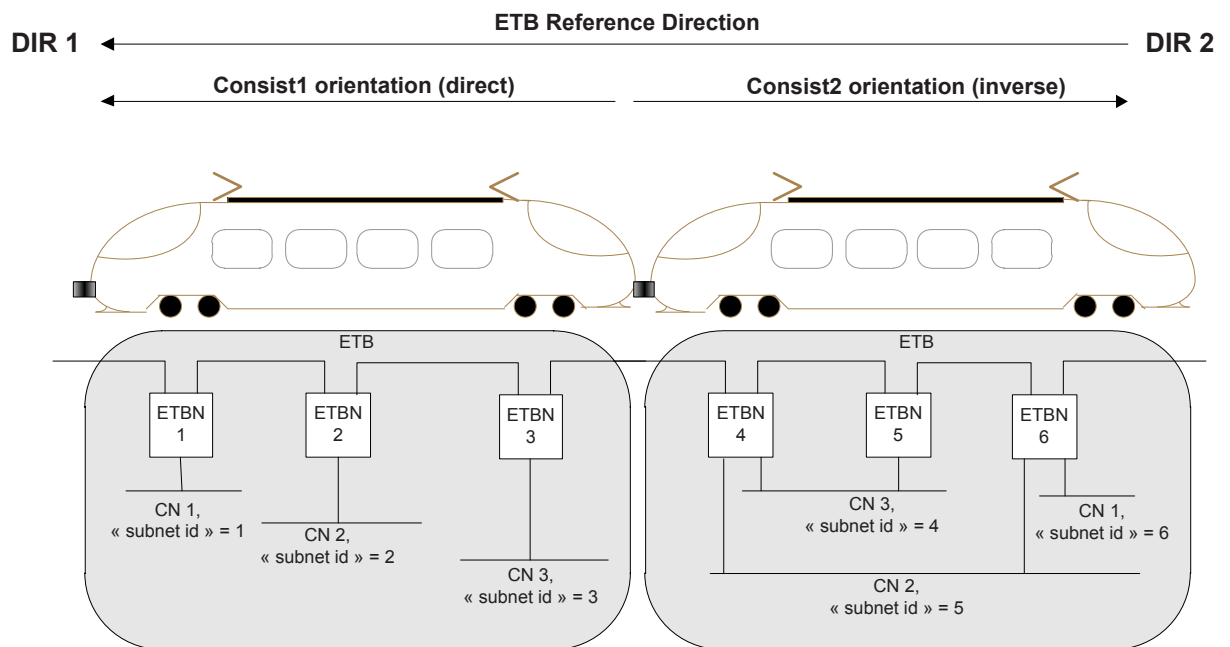 ETB Reference Direction
DIR 1
DIR 2
Consist1 orientation (direct)
Consist2 orientation (inverse)
ETB
ETB
ETBN
1
ETBN
2
ETBN
3
ETBN
4
ETBN
5
ETBN
6
CN 1,
« subnet id » = 1
CN 2,
« subnet id » = 2
CN 3,
« subnet id » = 3
CN 3,
« subnet id » = 4
CN 1,
« subnet id » = 6
CN 2,
« subnet id » = 5